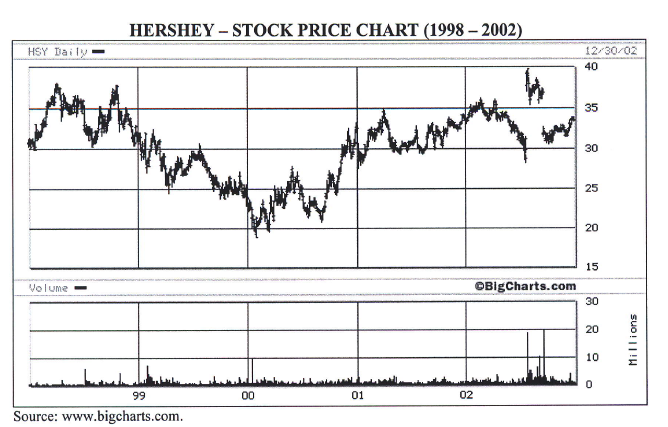 HERSHEY – STOCK PRICE CHART (1998 – 2002)
HSY Daily
12/30/02
40
35
30
25
20
15
Volume
©BigCharts.com
30
20
10
0
Millions
99
00
01
02
Source: www.bigcharts.com.